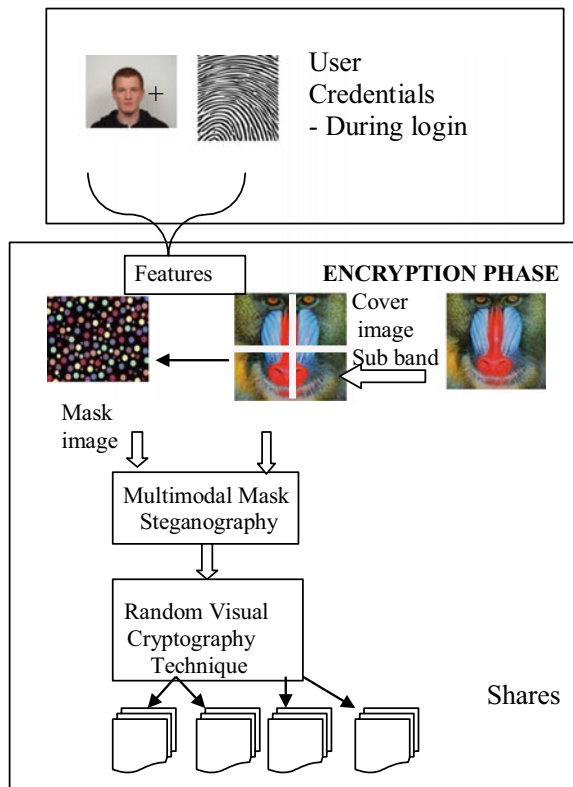 +
User
Credentials
- During login
Features
ENCRYPTION PHASE
Cover
image
Sub band
Mask
image
Multimodal Mask
Steganography
Random Visual
Cryptography
Technique
Shares